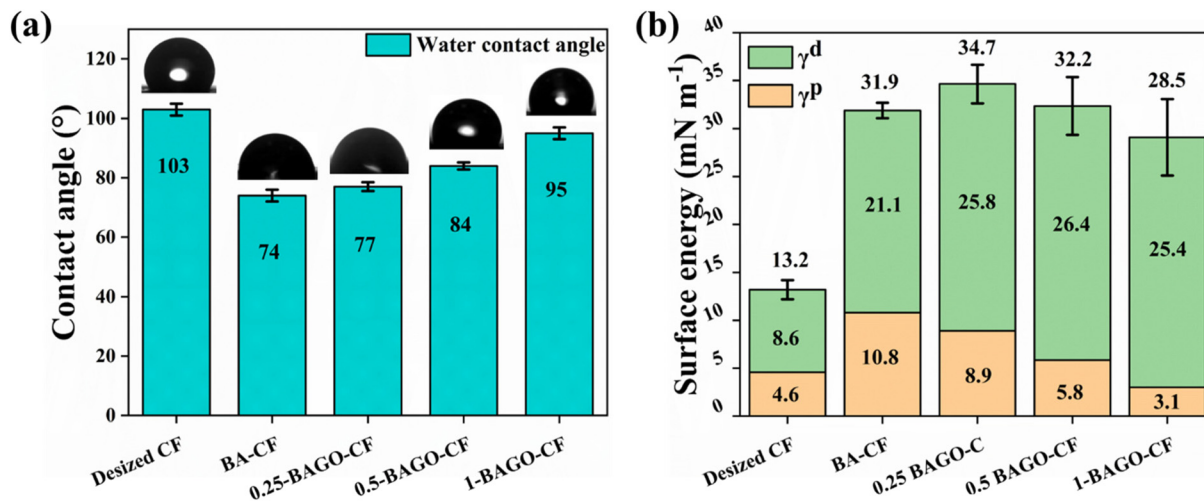 (a)
Contact angle (°)
120
100
80
60
40
20
0
Water contact angle
103
74
77
84
95
Desized CF
BA-CF
0.25-BAGO-CF
0.5-BAGO-CF
1-BAGO-CF
(b)
Surface energy (mN m⁻¹)
40
35
30
25
20
15
10
5
0
γᵈ
γᵖ
13.2
31.9
34.7
32.2
28.5
8.6
21.1
25.8
26.4
25.4
4.6
10.8
8.9
5.8
3.1
Desized CF
BA-CF
0.25 BAGO-C
0.5 BAGO-CF
1-BAGO-CF